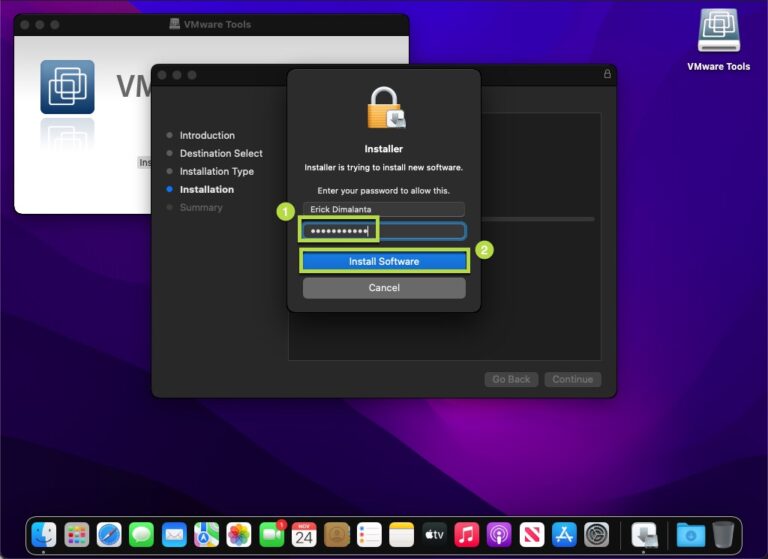 VMware Tools
VMware Tools
VM
Ins
Introduction
Destination Select
Installation Type
Installation
Summary
Installer
Installer is trying to install new software.
Enter your password to allow this.
Erick Dimalanta
1
•••••••••••
2
Install Software
Cancel
Go Back
Continue
1
NOV
24
tv